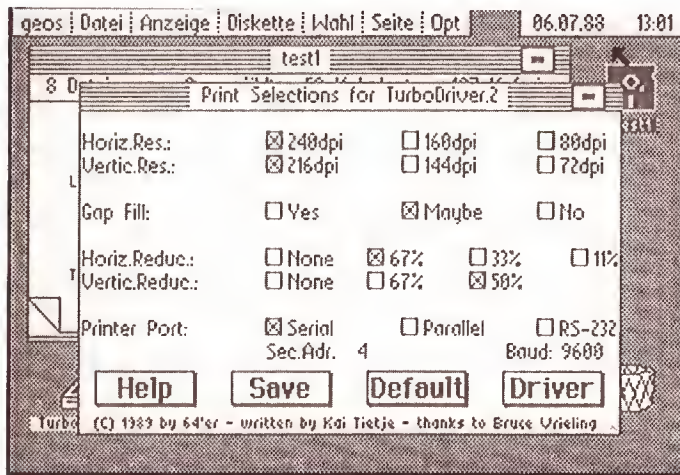 geos Datei Anzeige Diskette Wahl Seite Opt 06.07.88 13:01
test1
8
Print Selections for TurboDriver.2
Horiz.Res.: 240dpi 160dpi 80dpi
Vertic.Res.: 216dpi 144dpi 72dpi
Gap Fill: Yes Maybe No
Horiz.Reduc.: None 67% 33% 11%
Vertic.Reduc.: None 67% 50%
Printer Port: Serial Parallel RS-232
Sec.Adr. 4 Baud: 9600
Help Save Default Driver
Turbo (C) 1989 by 64'er - written by Kai Tietje - thanks to Bruce Vrieling